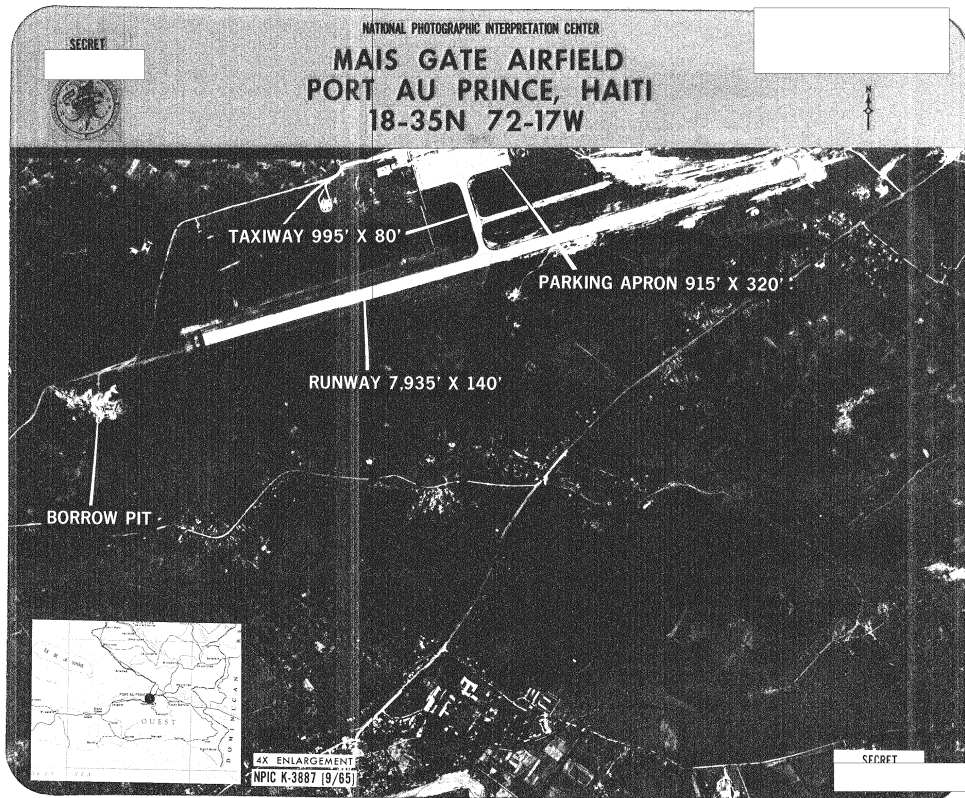 NATIONAL PHOTOGRAPHIC INTERPRETATION CENTER
SECRET
MAIS GATE AIRFIELD
PORT AU PRINCE, HAITI
18-35N 72-17W
N
TAXIWAY 995' X 80'
PARKING APRON 915' X 320'
RUNWAY 7,935' X 140'
BORROW PIT
PORT AU PRINCE
OUEST
DOMINICAN
4X ENLARGEMENT
NPIC K-3887 (9/65)
SECRET